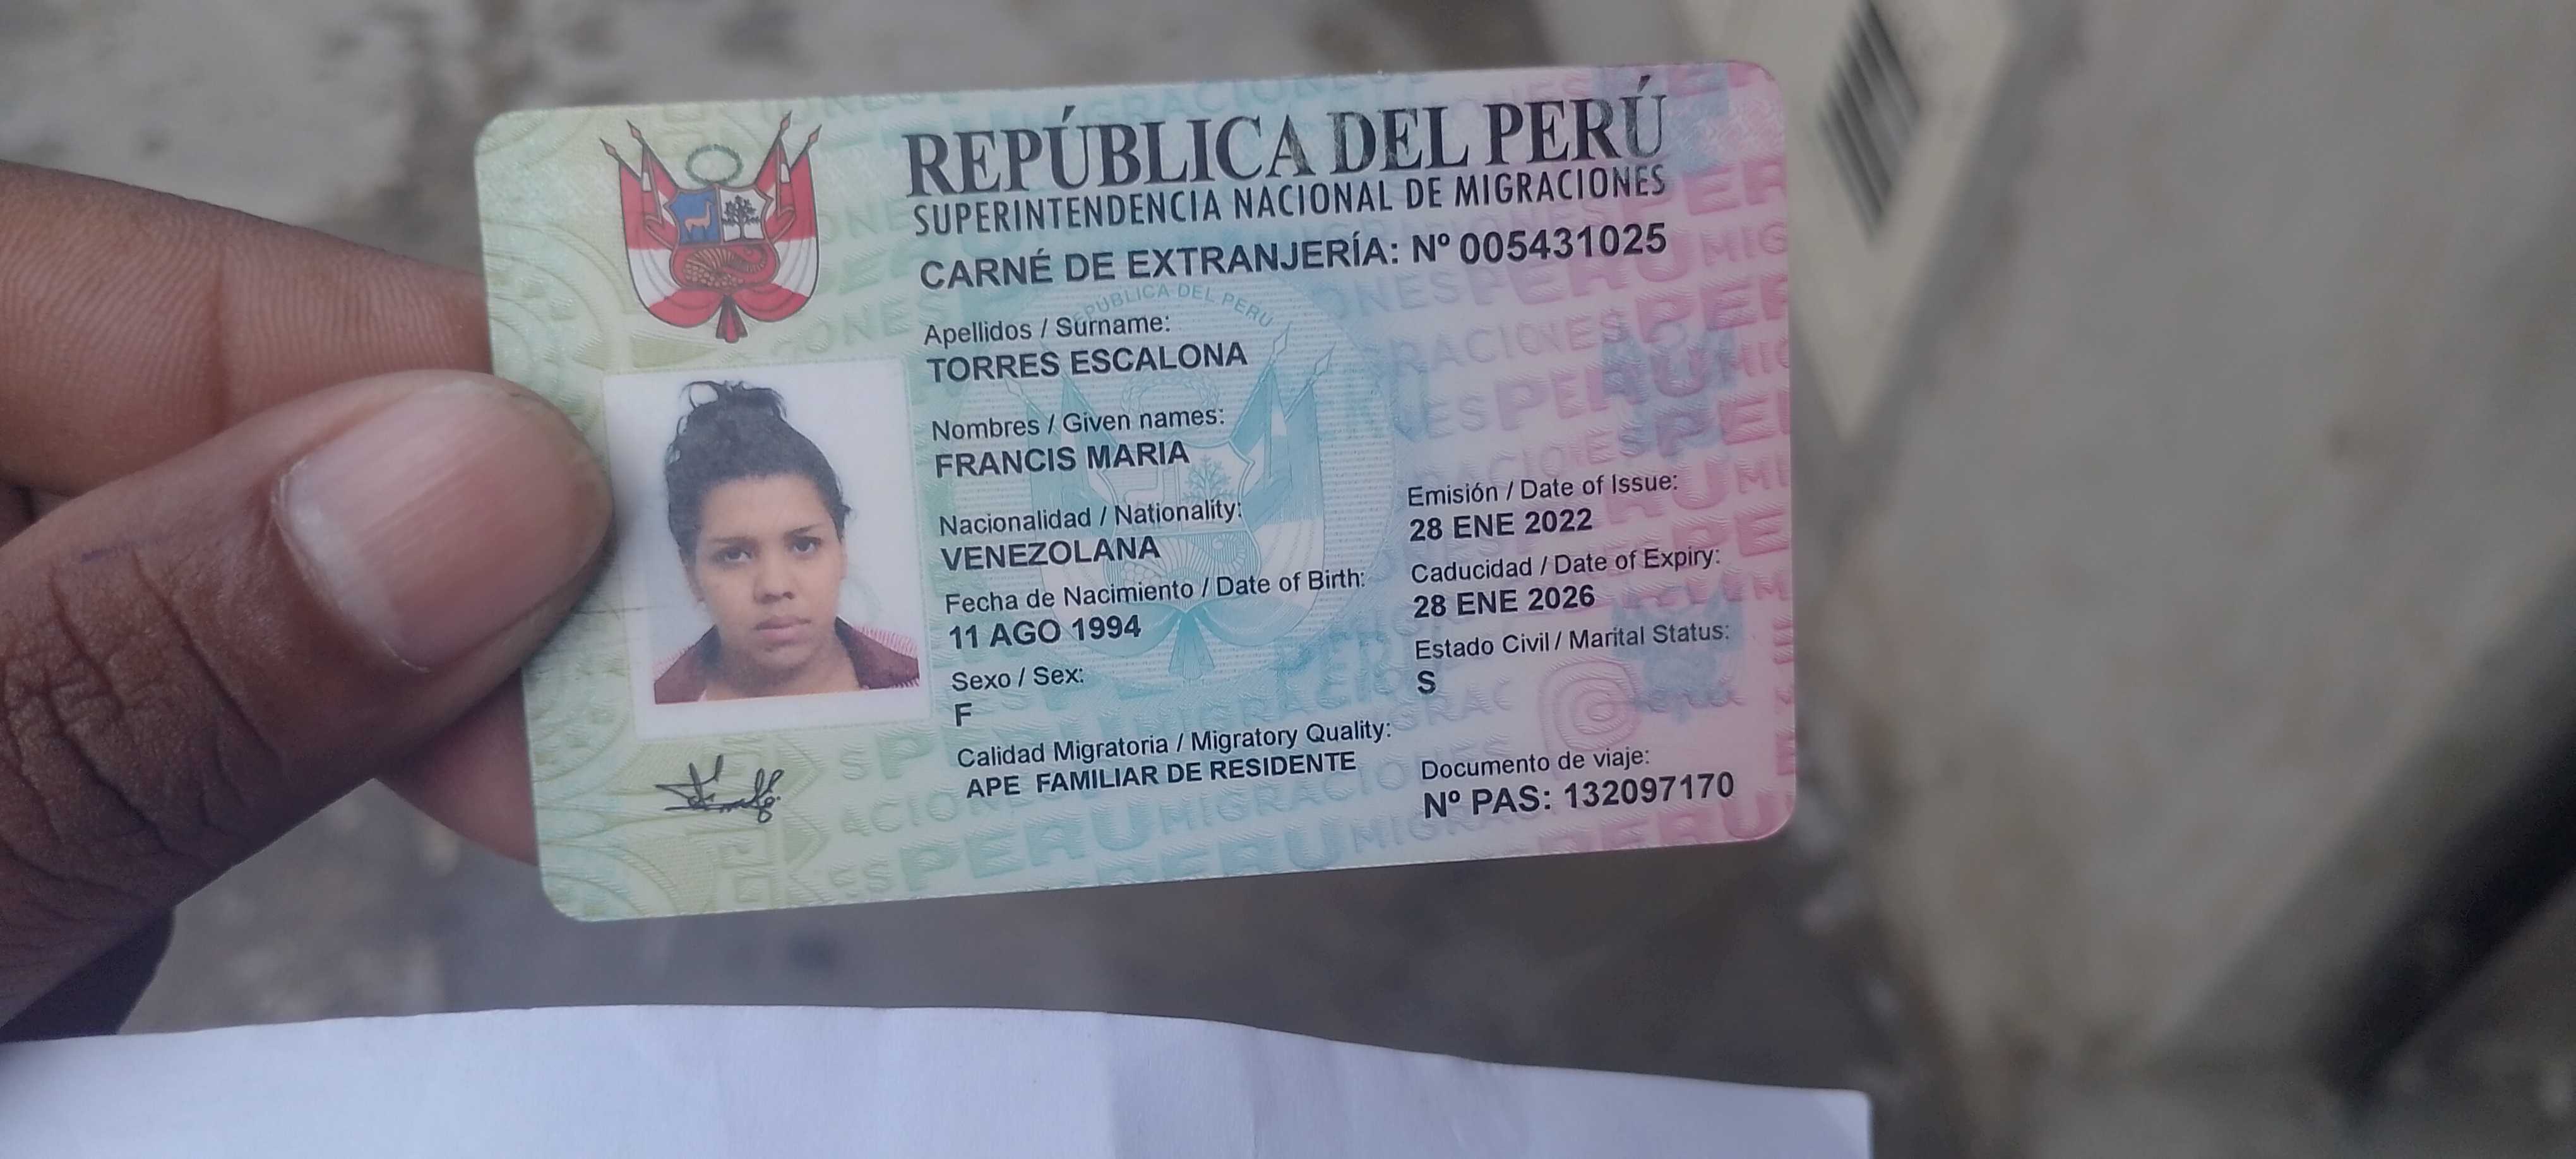 REPÚBLICA DEL PERÚ
SUPERINTENDENCIA NACIONAL DE MIGRACIONES
CARNÉ DE EXTRANJERÍA: Nº 005431025
Apellidos / Surname:
TORRES ESCALONA
Nombres / Given names:
FRANCIS MARIA
Nacionalidad / Nationality:
VENEZOLANA
Fecha de Nacimiento / Date of Birth:
11 AGO 1994
Sexo / Sex:
F
Calidad Migratoria / Migratory Quality:
APE FAMILIAR DE RESIDENTE
Emisión / Date of Issue:
28 ENE 2022
Caducidad / Date of Expiry:
28 ENE 2026
Estado Civil / Marital Status:
S
Documento de viaje:
Nº PAS: 132097170